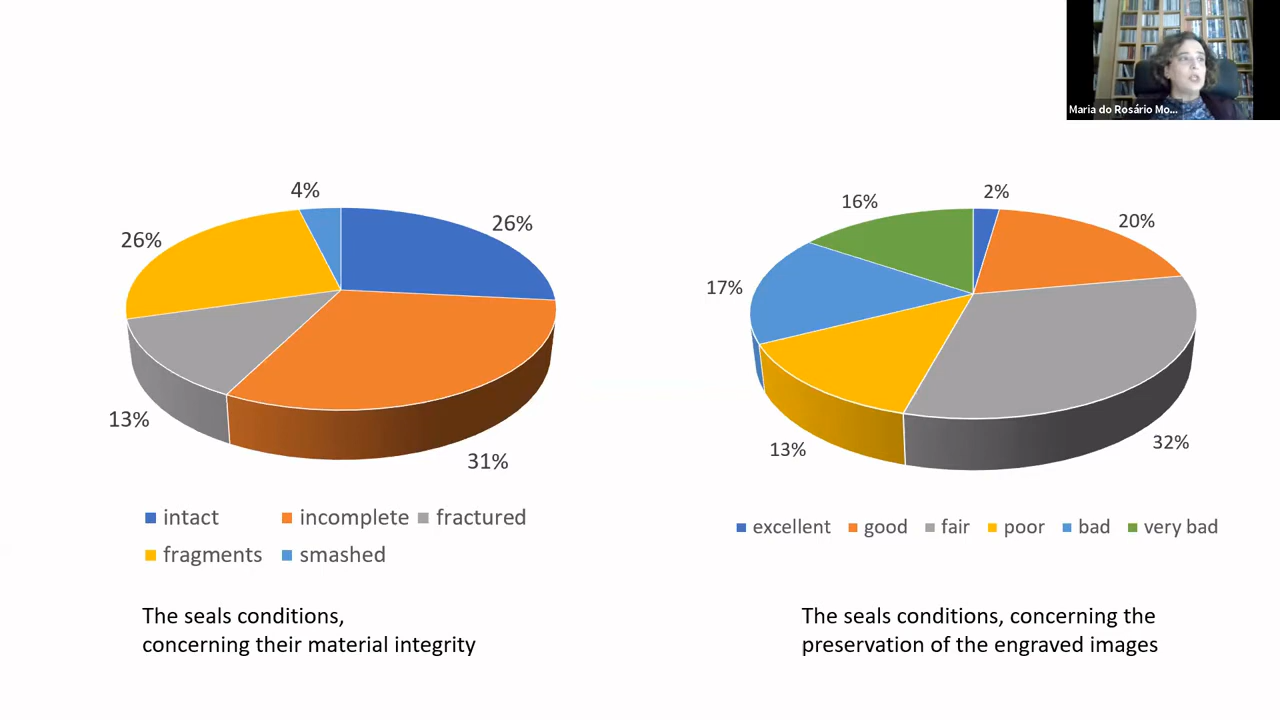 Maria do Rosário Mo...
4%
26%
26%
13%
31%
intact
incomplete
fractured
fragments
smashed
The seals conditions,
concerning their material integrity
2%
16%
20%
17%
13%
32%
excellent
good
fair
poor
bad
very bad
The seals conditions, concerning the
preservation of the engraved images